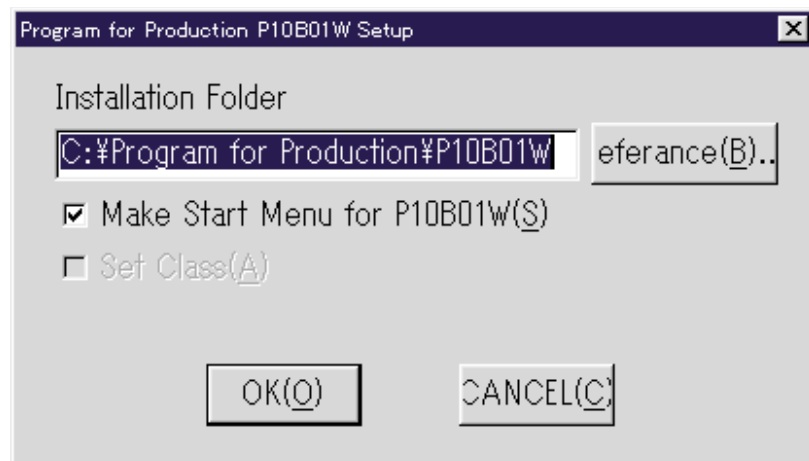 Program for Production P10B01W Setup
Installation Folder
C:¥Program for Production¥P10B01W
eferance(B)..
Make Start Menu for P10B01W(S)
Set Class(A)
OK(O)
CANCEL(C)